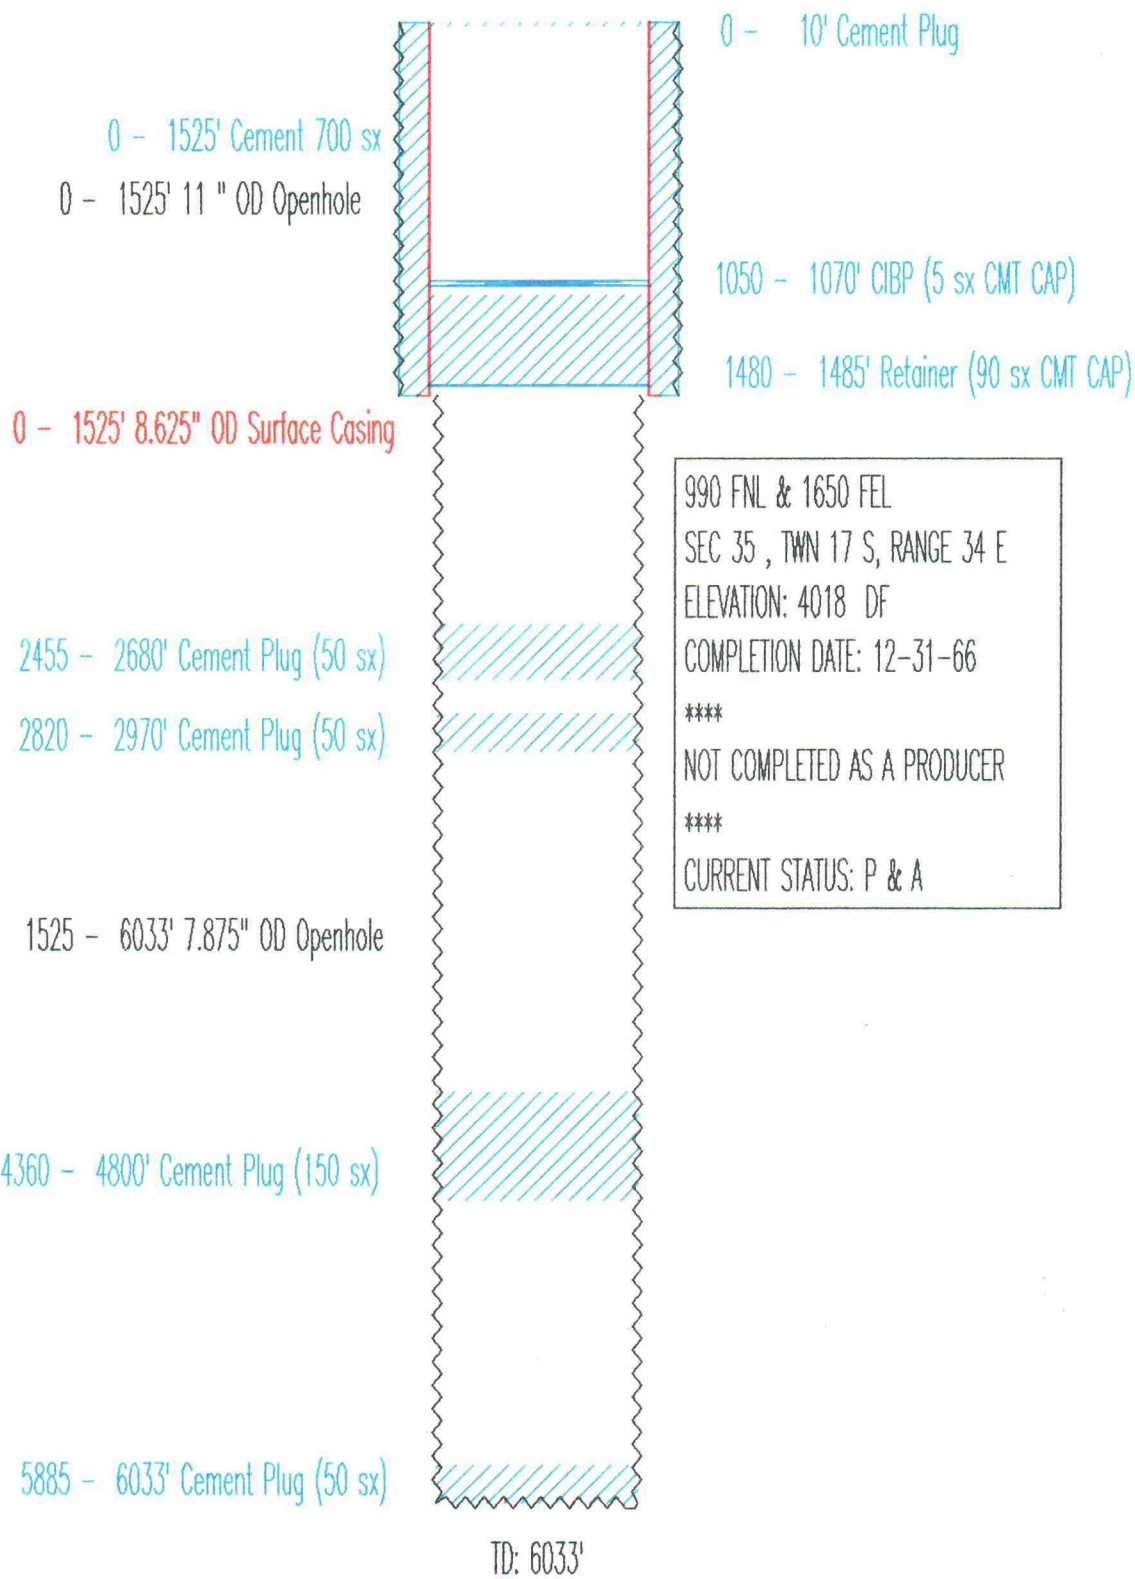 0 - 10' Cement Plug
0 - 1525' Cement 700 sx
0 - 1525' 11 " OD Openhole
1050 - 1070' CIBP (5 sx CMT CAP)
1480 - 1485' Retainer (90 sx CMT CAP)
0 - 1525' 8.625" OD Surface Casing
990 FNL & 1650 FEL
SEC 35 , TWN 17 S, RANGE 34 E
ELEVATION: 4018 DF
COMPLETION DATE: 12-31-66
****
NOT COMPLETED AS A PRODUCER
****
CURRENT STATUS: P & A
2455 - 2680' Cement Plug (50 sx)
2820 - 2970' Cement Plug (50 sx)
1525 - 6033' 7.875" OD Openhole
4360 - 4800' Cement Plug (150 sx)
5885 - 6033' Cement Plug (50 sx)
TD: 6033'